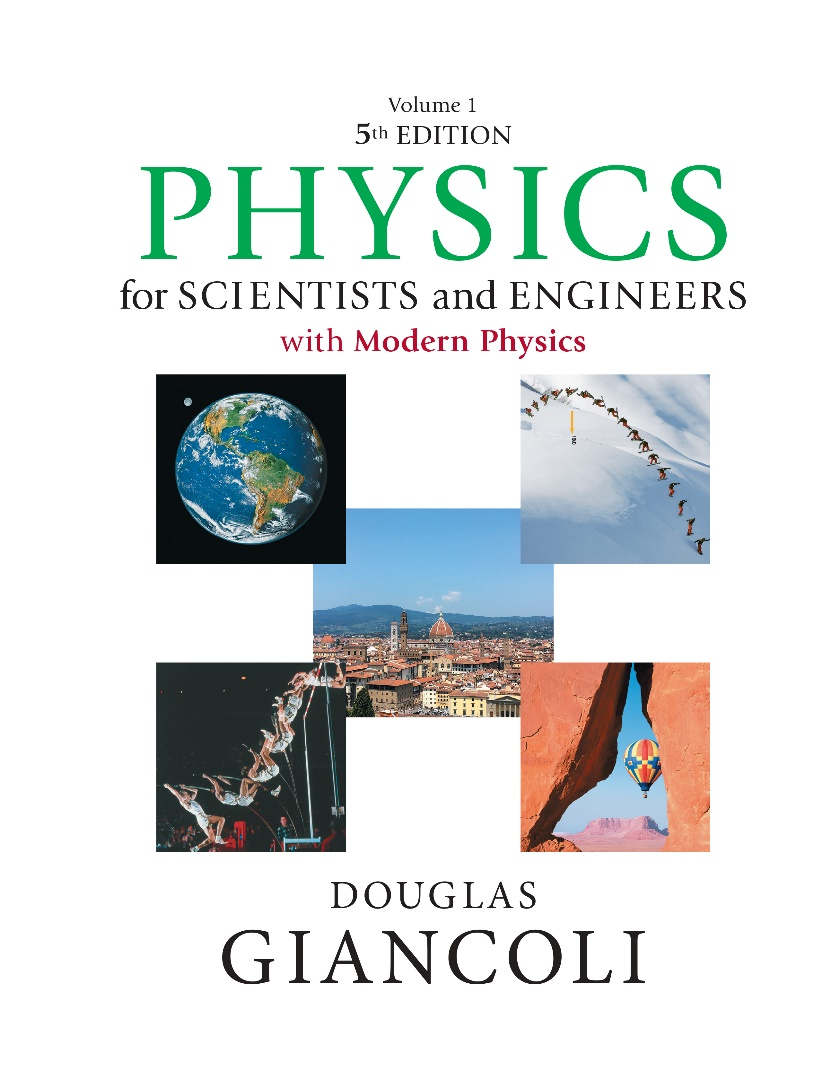 Volume 1
5th EDITION
PHYSICS
for SCIENTISTS and ENGINEERS
with Modern Physics
DOUGLAS
GIANCOLI